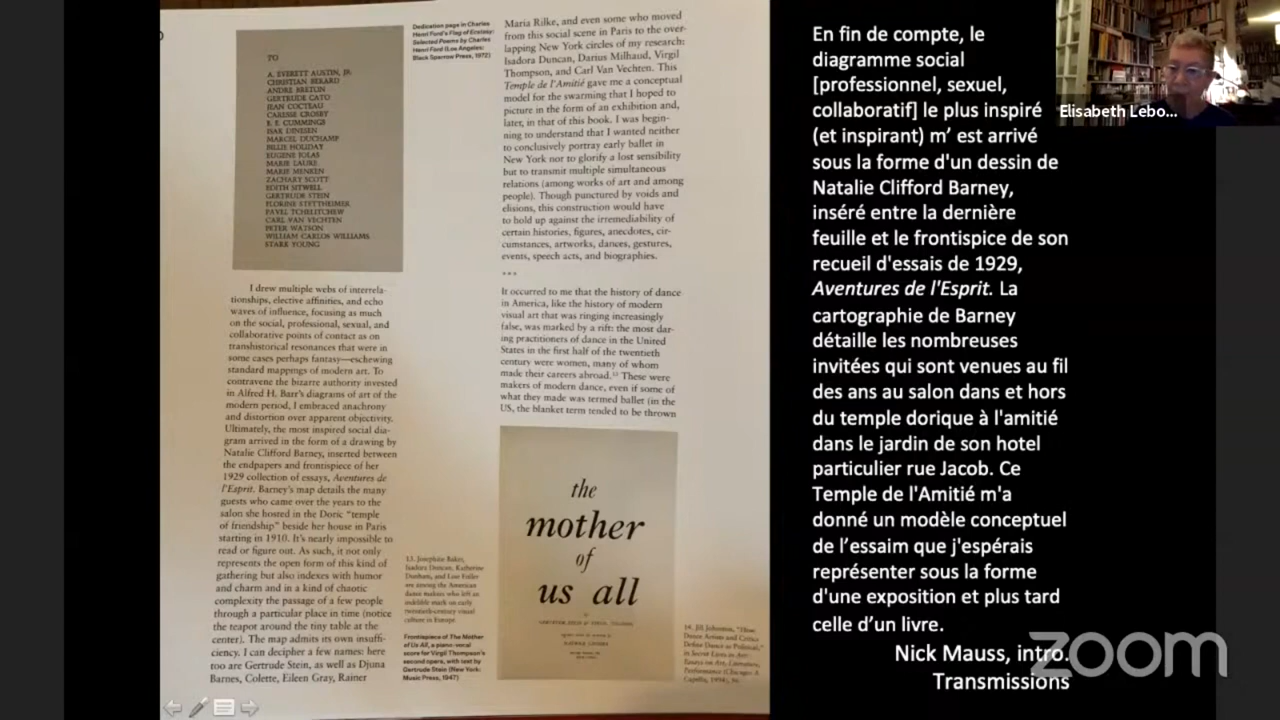 TO
A. EVERETT AUSTIN, JR.
CHRISTIAN BERARD
ANDRE BRETON
GERTRUDE CATO
JEAN COCTEAU
CARESSE CROSBY
E. E. CUMMINGS
ISAK DINESEN
MARCEL DUCHAMP
BILLIE HOLIDAY
EUGENE IOLAS
MARIE LAURE
MARIE MENKEN
ZACHARY SCOTT
EDITH SITWELL
GERTRUDE STEIN
FLORINE STETTHEIMER
PAVEL TCHELITCHEW
CARL VAN VECHTEN
PETER WATSON
WILLIAM CARLOS WILLIAMS
STARK YOUNG
Dedication page in Charles
Henri Ford's Flag of Ecstasy:
Selected Poems by Charles
Henri Ford (Los Angeles:
Black Sparrow Press, 1972)
I drew multiple webs of interrela-
tionships, elective affinities, and echo
waves of influence, focusing as much
on the social, professional, sexual, and
collaborative points of contact as on
transhistorical resonances that were in
some cases perhaps fantasy—eschewing
standard mappings of modern art. To
contravene the bizarre authority invested
in Alfred H. Barr's diagrams of art of the
modern period, I embraced anachrony
and distortion over apparent objectivity.
Ultimately, the most inspired social dia-
gram arrived in the form of a drawing by
Natalie Clifford Barney, inserted between
the endpapers and frontispiece of her
1929 collection of essays, Aventures de
l'Esprit. Barney's map details the many
guests who came over the years to the
salon she hosted in the Doric "temple
of friendship" beside her house in Paris
starting in 1910. It's nearly impossible to
read or figure out. As such, it not only
represents the open form of this kind of
gathering but also indexes with humor
and charm and in a kind of chaotic
complexity the passage of a few people
through a particular place in time (notice
the teapot around the tiny table at the
center). The map admits its own insuffi-
ciency. I can decipher a few names: here
too are Gertrude Stein, as well as Djuna
Barnes, Colette, Eileen Gray, Rainer
13. Josephine Baker,
Isadora Duncan, Katherine
Dunham, and Loie Fuller
are among the American
dance makers who left an
indelible mark on early
twentieth-century visual
culture in Europe.
Frontispiece of The Mother
of Us All, a piano-vocal
score for Virgil Thompson's
second opera, with text by
Gertrude Stein (New York:
Music Press, 1947)
Maria Rilke, and even some who moved
from this social scene in Paris to the over-
lapping New York circles of my research:
Isadora Duncan, Darius Milhaud, Virgil
Thompson, and Carl Van Vechten. This
Temple de l'Amitié gave me a conceptual
model for the swarming that I hoped to
picture in the form of an exhibition and,
later, in that of this book. I was begin-
ning to understand that I wanted neither
to conclusively portray early ballet in
New York nor to glorify a lost sensibility
but to transmit multiple simultaneous
relations (among works of art and among
people). Though punctured by voids and
elisions, this construction would have
to hold up against the irremediability of
certain histories, figures, anecdotes, cir-
cumstances, artworks, dances, gestures,
events, speech acts, and biographies.
***
It occurred to me that the history of dance
in America, like the history of modern
visual art that was ringing increasingly
false, was marked by a rift: the most dar-
ing practitioners of dance in the United
States in the first half of the twentieth
century were women, many of whom
made their careers abroad.13 These were
makers of modern dance, even if some of
what they made was termed ballet (in the
US, the blanket term tended to be thrown
the
mother
of
us all
14. Jill Johnston, "How
Dance Artists and Critics
Define Dance as Political,"
in Secret Lives in Art:
Essays on Art, Literature,
Performance (Chicago: A
Capella, 1994)
En fin de compte, le
diagramme social
[professionnel, sexuel,
collaboratif] le plus inspiré
(et inspirant) m' est arrivé
sous la forme d'un dessin de
Natalie Clifford Barney,
inséré entre la dernière
feuille et le frontispice de son
recueil d'essais de 1929,
Aventures de l'Esprit. La
cartographie de Barney
détaille les nombreuses
invitées qui sont venues au fil
des ans au salon dans et hors
du temple dorique à l'amitié
dans le jardin de son hotel
particulier rue Jacob. Ce
Temple de l'Amitié m'a
donné un modèle conceptuel
de l'essaim que j'espérais
représenter sous la forme
d'une exposition et plus tard
celle d'un livre.
Nick Mauss, intro.
Transmissions
Elisabeth Lebo...
zoom